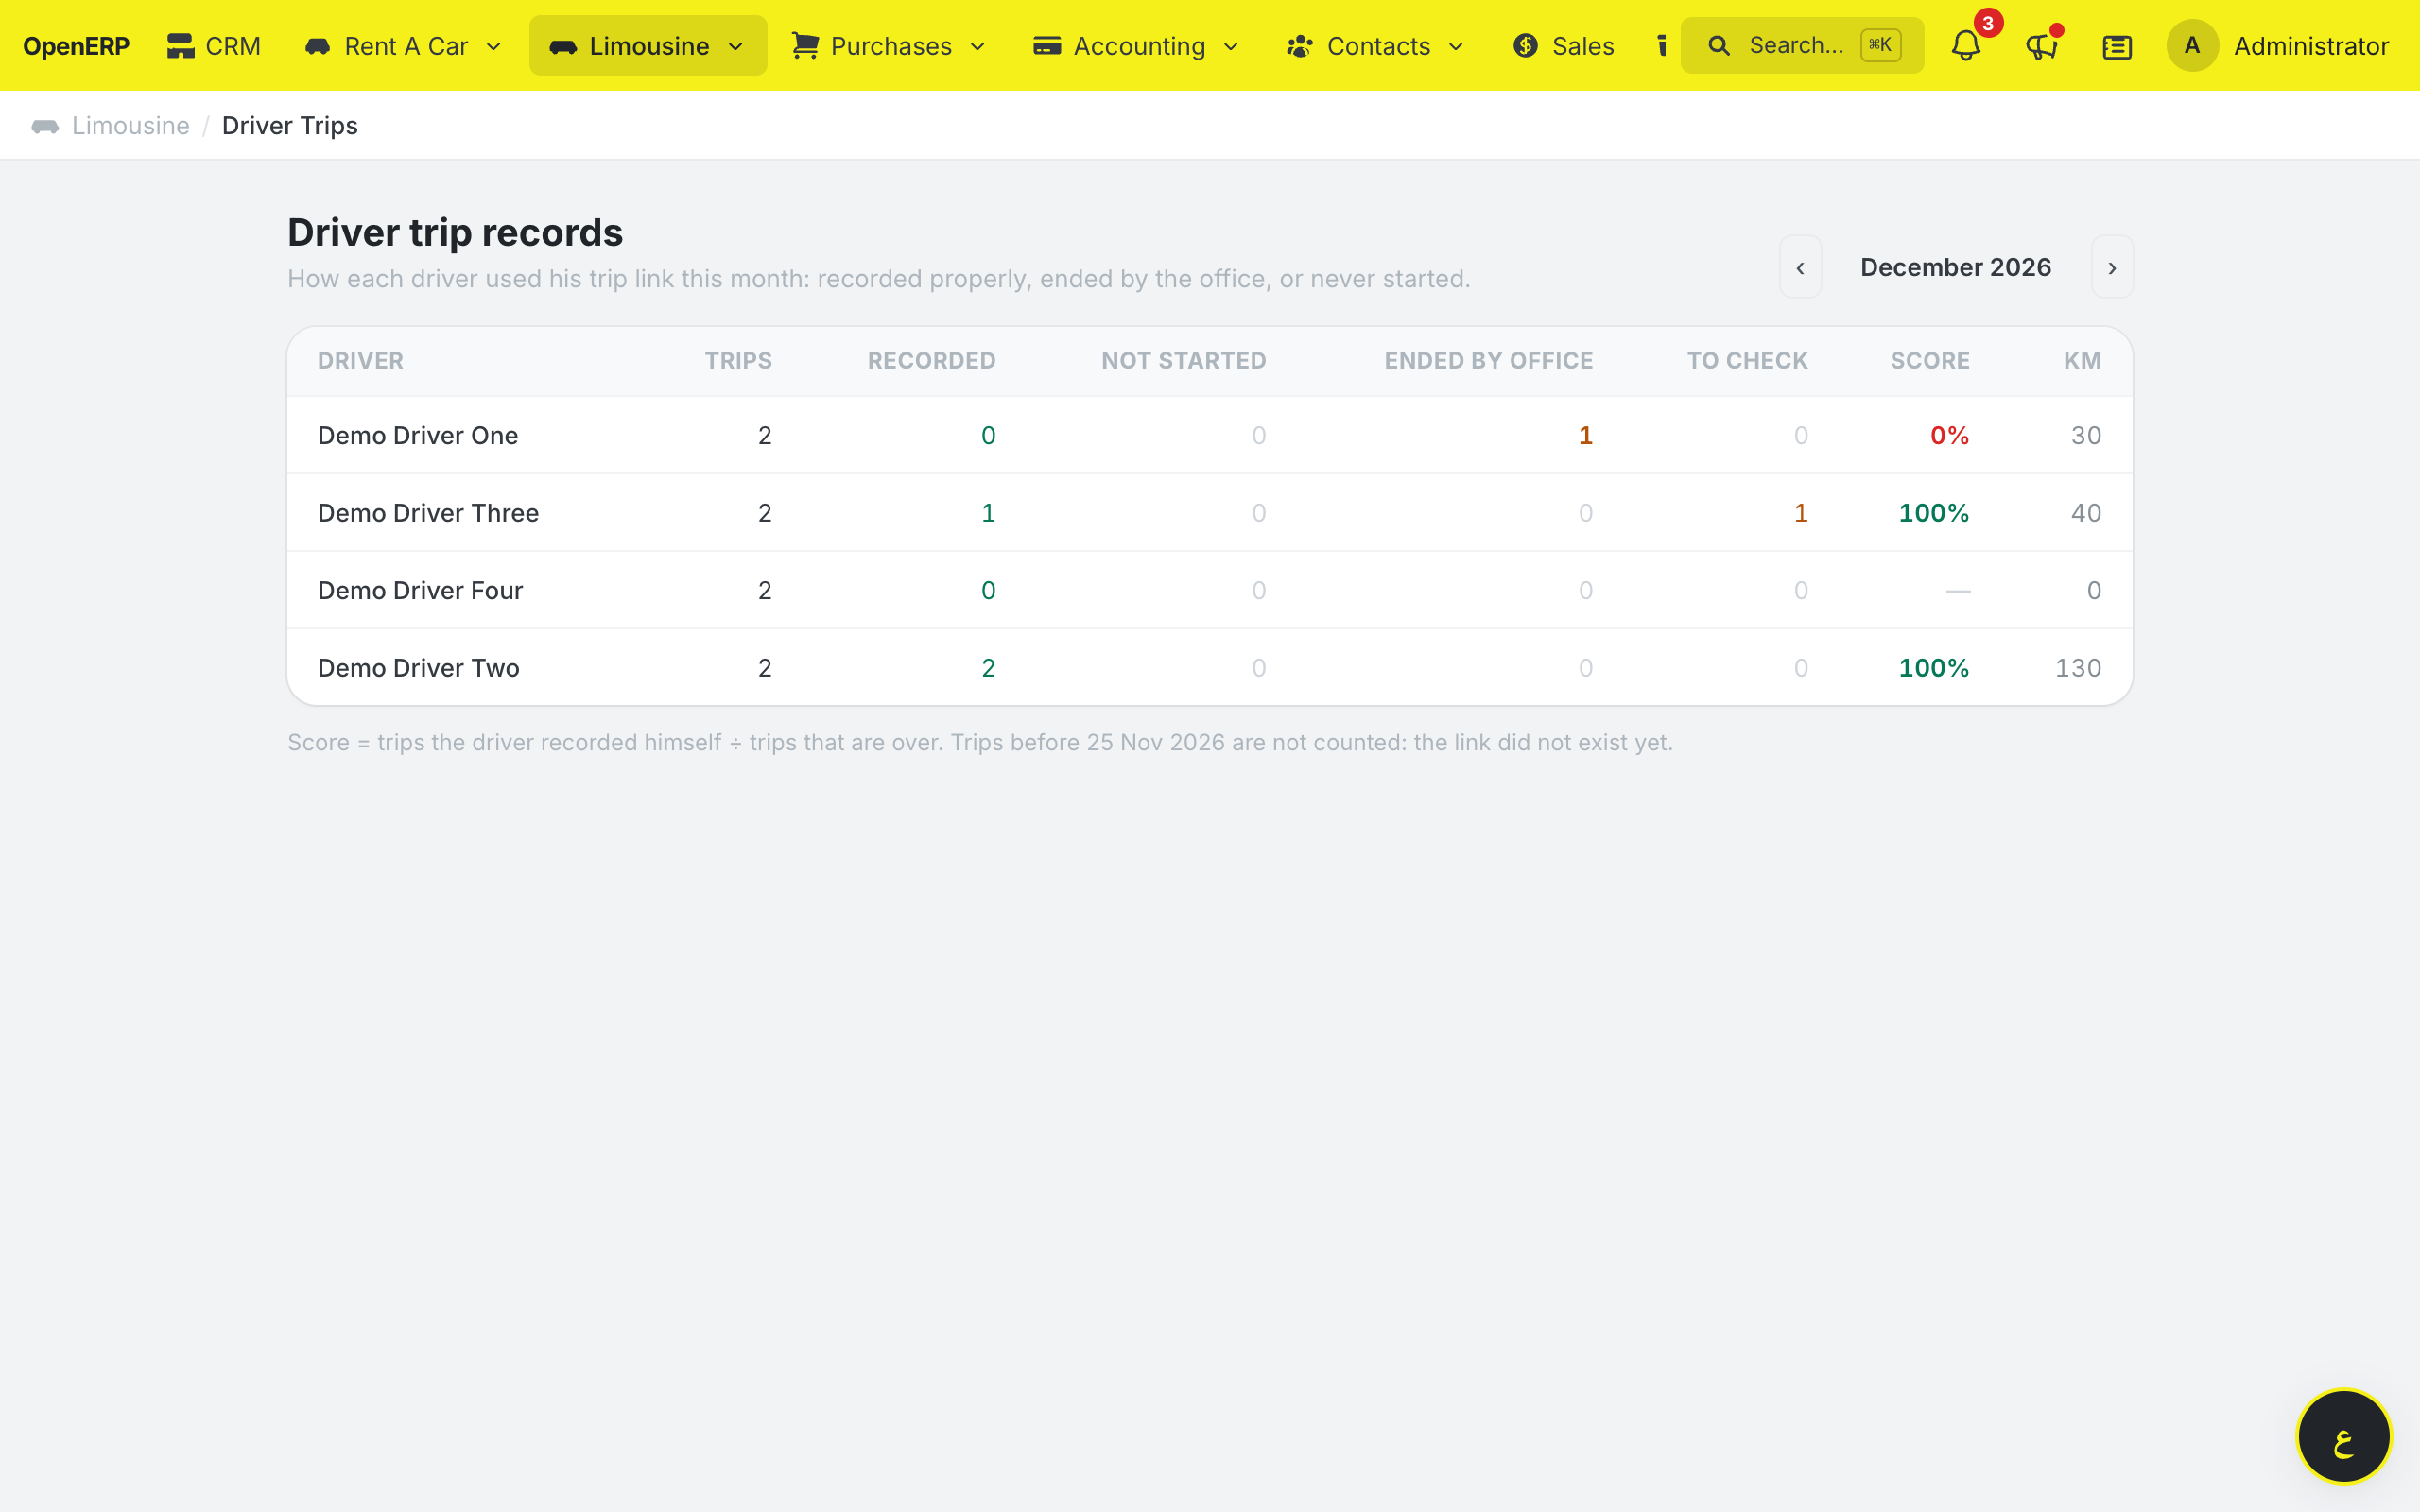 OpenERP CRM Rent A Car Limousine Purchases Accounting Contacts Sales Search... ⌘K 3 A Administrator
Limousine / Driver Trips
Driver trip records
How each driver used his trip link this month: recorded properly, ended by the office, or never started.
‹ December 2026 ›
DRIVER TRIPS RECORDED NOT STARTED ENDED BY OFFICE TO CHECK SCORE KM
Demo Driver One 2 0 0 1 0 0% 30
Demo Driver Three 2 1 0 0 1 100% 40
Demo Driver Four 2 0 0 0 0 — 0
Demo Driver Two 2 2 0 0 0 100% 130
Score = trips the driver recorded himself ÷ trips that are over. Trips before 25 Nov 2026 are not counted: the link did not exist yet.
ع